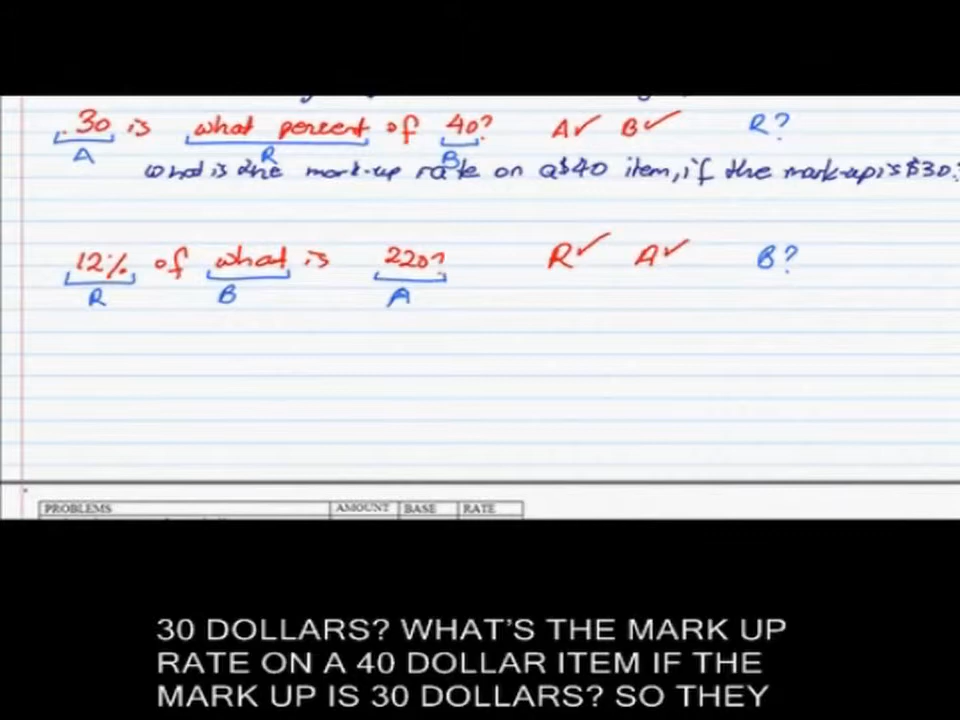 30 is what percent of 40? A✓ B✓ R?
A R B
what is the mark-up rate on a $40 item, if the mark-up is $30?
12% of what is 220? R✓ A✓ B?
R B A
PROBLEMS AMOUNT BASE RATE
30 DOLLARS? WHAT'S THE MARK UP
RATE ON A 40 DOLLAR ITEM IF THE
MARK UP IS 30 DOLLARS? SO THEY